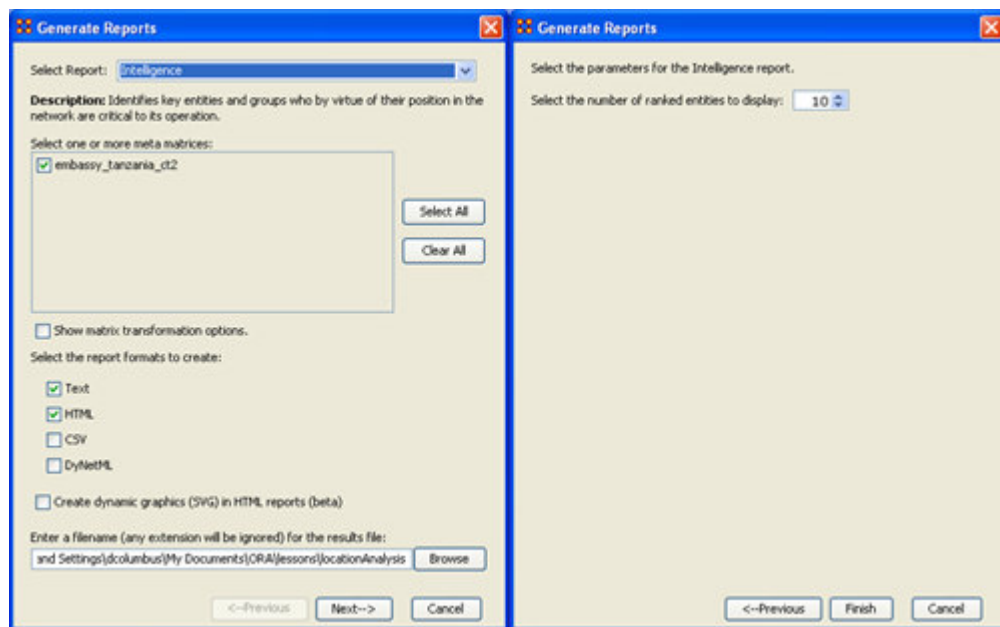 Generate Reports
Select Report: Intelligence
Description: Identifies key entities and groups who by virtue of their position in the
network are critical to its operation.
Select one or more meta matrices:
embassy_tanzania_ct2
Select All
Clear All
Show matrix transformation options.
Select the report formats to create:
Text
HTML
CSV
DyNetML
Create dynamic graphics (SVG) in HTML reports (beta)
Enter a filename (any extension will be ignored) for the results file:
and Settings\dcolumbus\My Documents\ORA\lessons\locationAnalysis Browse
<--Previous Next--> Cancel
Generate Reports
Select the parameters for the Intelligence report.
Select the number of ranked entities to display: 10
<--Previous Finish Cancel